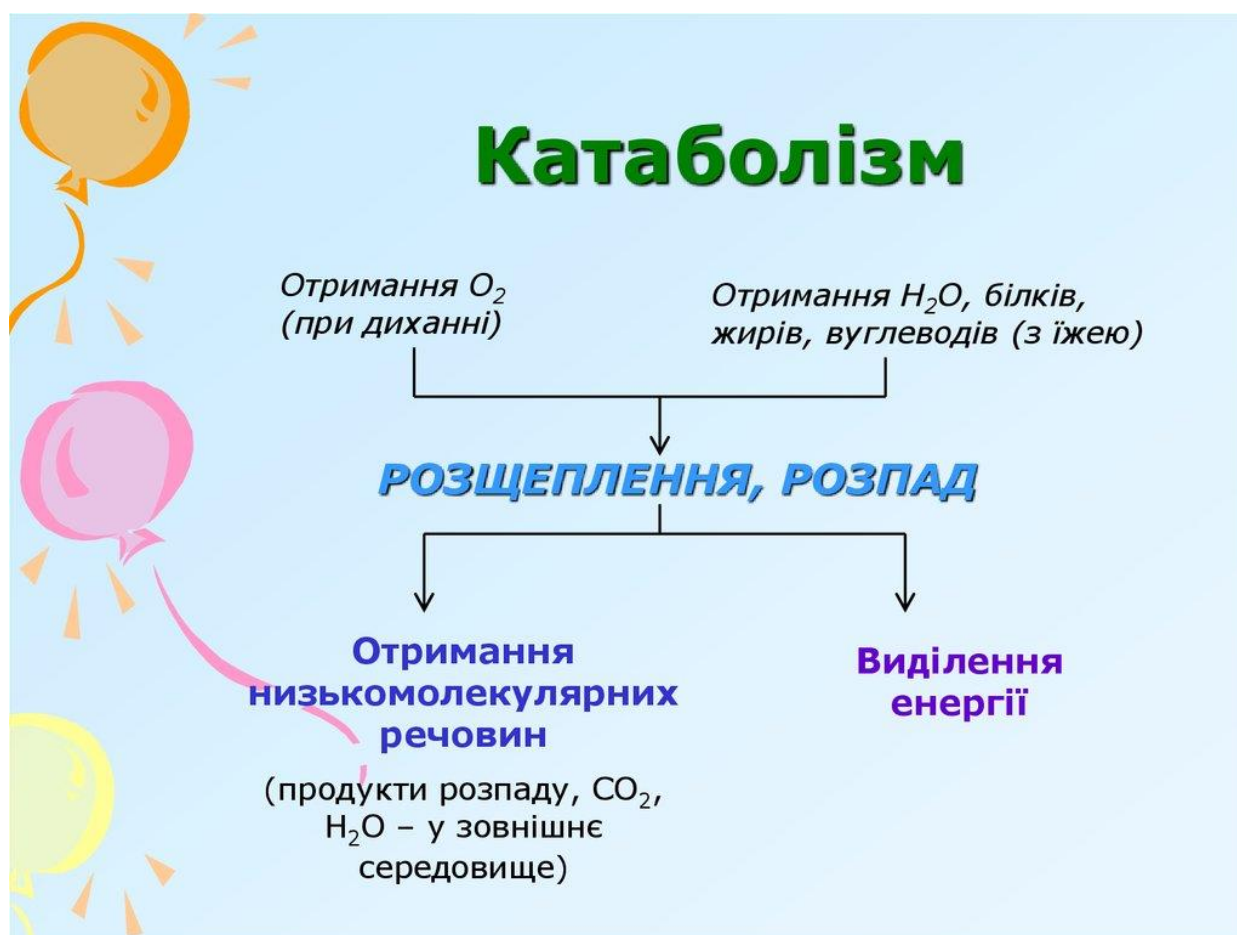 Катаболізм
Отримання O₂
(при диханні)
Отримання H₂O, білків,
жирів, вуглеводів (з їжею)
РОЗЩЕПЛЕННЯ, РОЗПАД
Отримання
низькомолекулярних
речовин
(продукти розпаду, CO₂,
H₂O – у зовнішнє
середовище)
Виділення
енергії